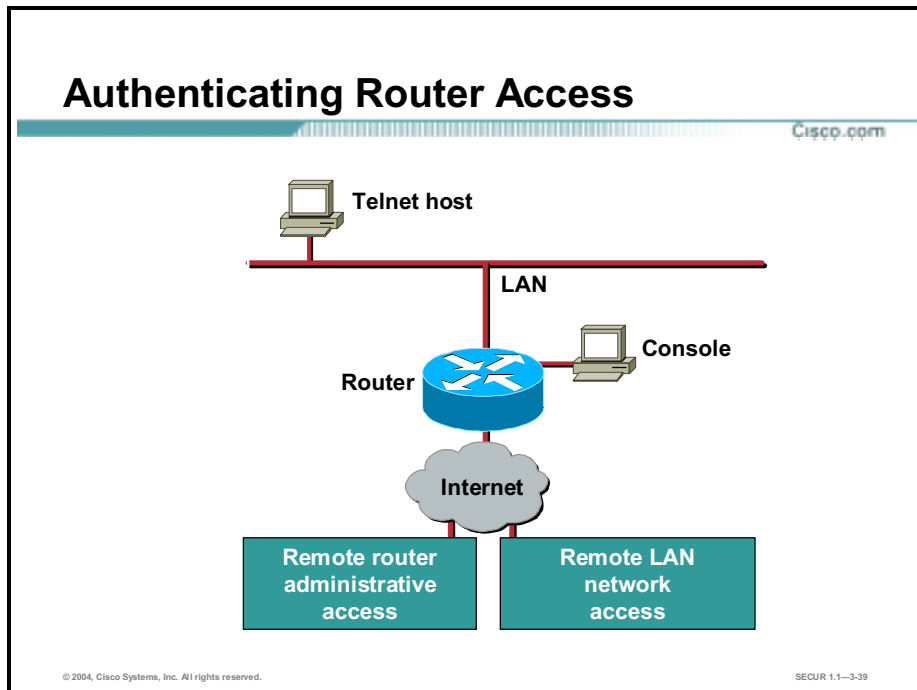 Authenticating Router Access
Cisco.com
Telnet host
LAN
Console
Router
Internet
Remote router
administrative
access
Remote LAN
network
access
© 2004, Cisco Systems, Inc. All rights reserved.
SECUR 1.1—3-39